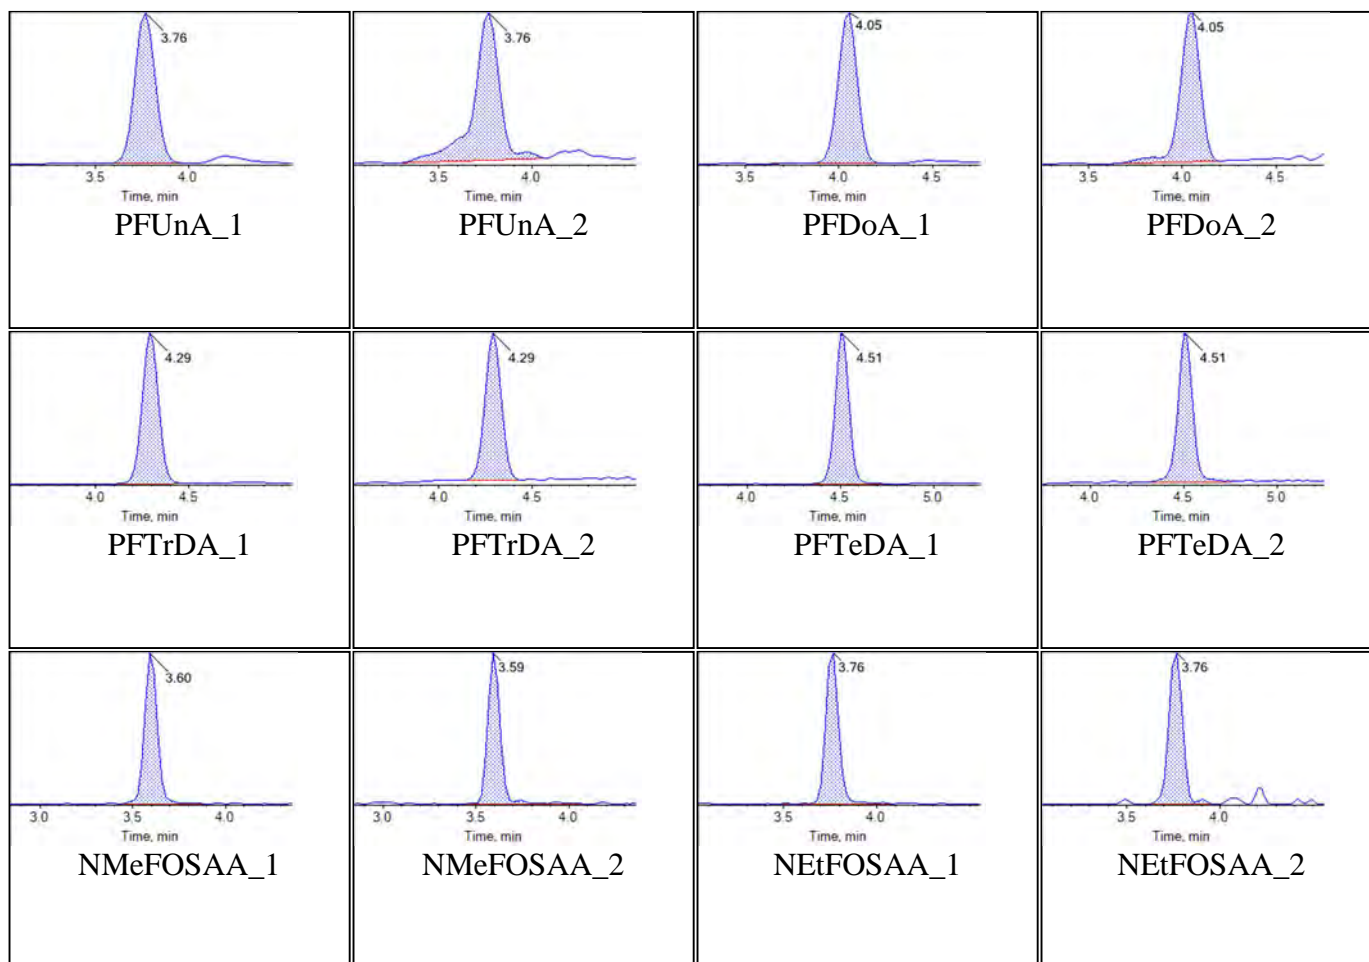 3.76
3.5 4.0
Time, min
PFUnA_1
3.76
3.5 4.0
Time, min
PFUnA_2
4.05
3.5 4.0 4.5
Time, min
PFDoA_1
4.05
3.5 4.0 4.5
Time, min
PFDoA_2
4.29
4.0 4.5
Time, min
PFTrDA_1
4.29
4.0 4.5
Time, min
PFTrDA_2
4.51
4.0 4.5 5.0
Time, min
PFTeDA_1
4.51
4.0 4.5 5.0
Time, min
PFTeDA_2
3.60
3.0 3.5 4.0
Time, min
NMeFOSAA_1
3.59
3.0 3.5 4.0
Time, min
NMeFOSAA_2
3.76
3.5 4.0
Time, min
NEtFOSAA_1
3.76
3.5 4.0
Time, min
NEtFOSAA_2